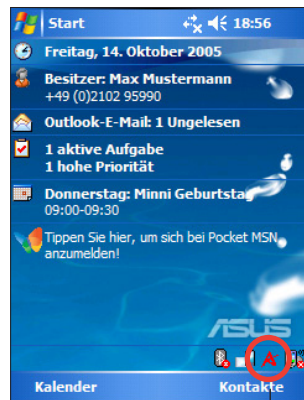 Start 18:56
Freitag, 14. Oktober 2005
Besitzer: Max Mustermann
+49 (0)2102 95990
Outlook-E-Mail: 1 Ungelesen
1 aktive Aufgabe
1 hohe Priorität
Donnerstag: Minni Geburtstag
09:00-09:30
Tippen Sie hier, um sich bei Pocket MSN
anzumelden!
ASUS
Kalender Kontakte